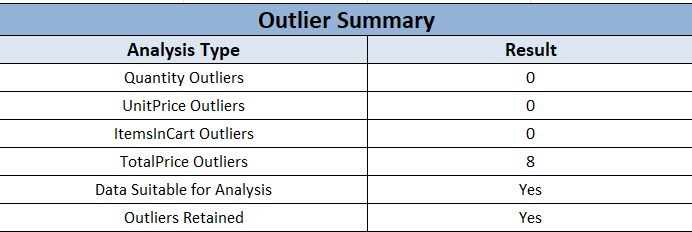 Outlier Summary
Analysis Type Result
Quantity Outliers 0
UnitPrice Outliers 0
ItemsInCart Outliers 0
TotalPrice Outliers 8
Data Suitable for Analysis Yes
Outliers Retained Yes